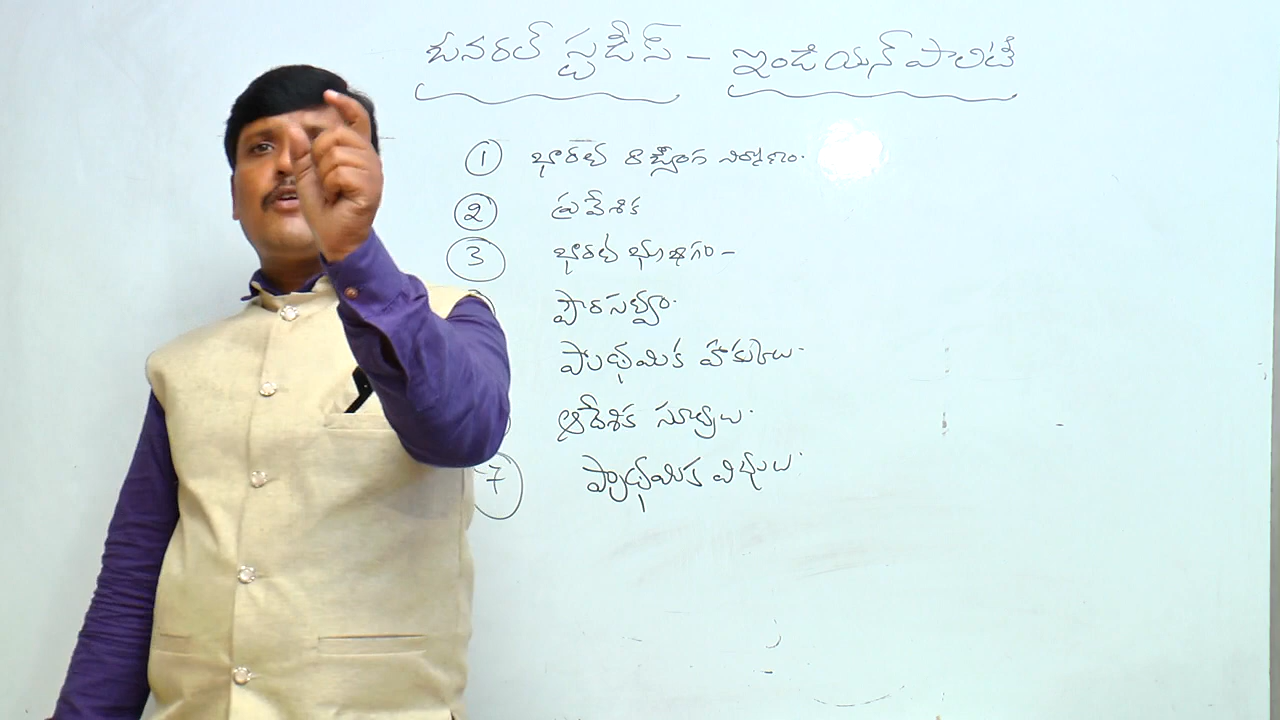 జనరల్ స్టడీస్ - ఇండియన్ పాలిటీ
1 భారత రాజ్యాంగ నిర్మాణం.
2 ప్రవేశిక
3 భారత భూభాగం -
పౌరసత్వం.
ప్రాథమిక హక్కులు.
ఆదేశిక సూత్రాలు.
7 ప్రాథమిక విధులు.